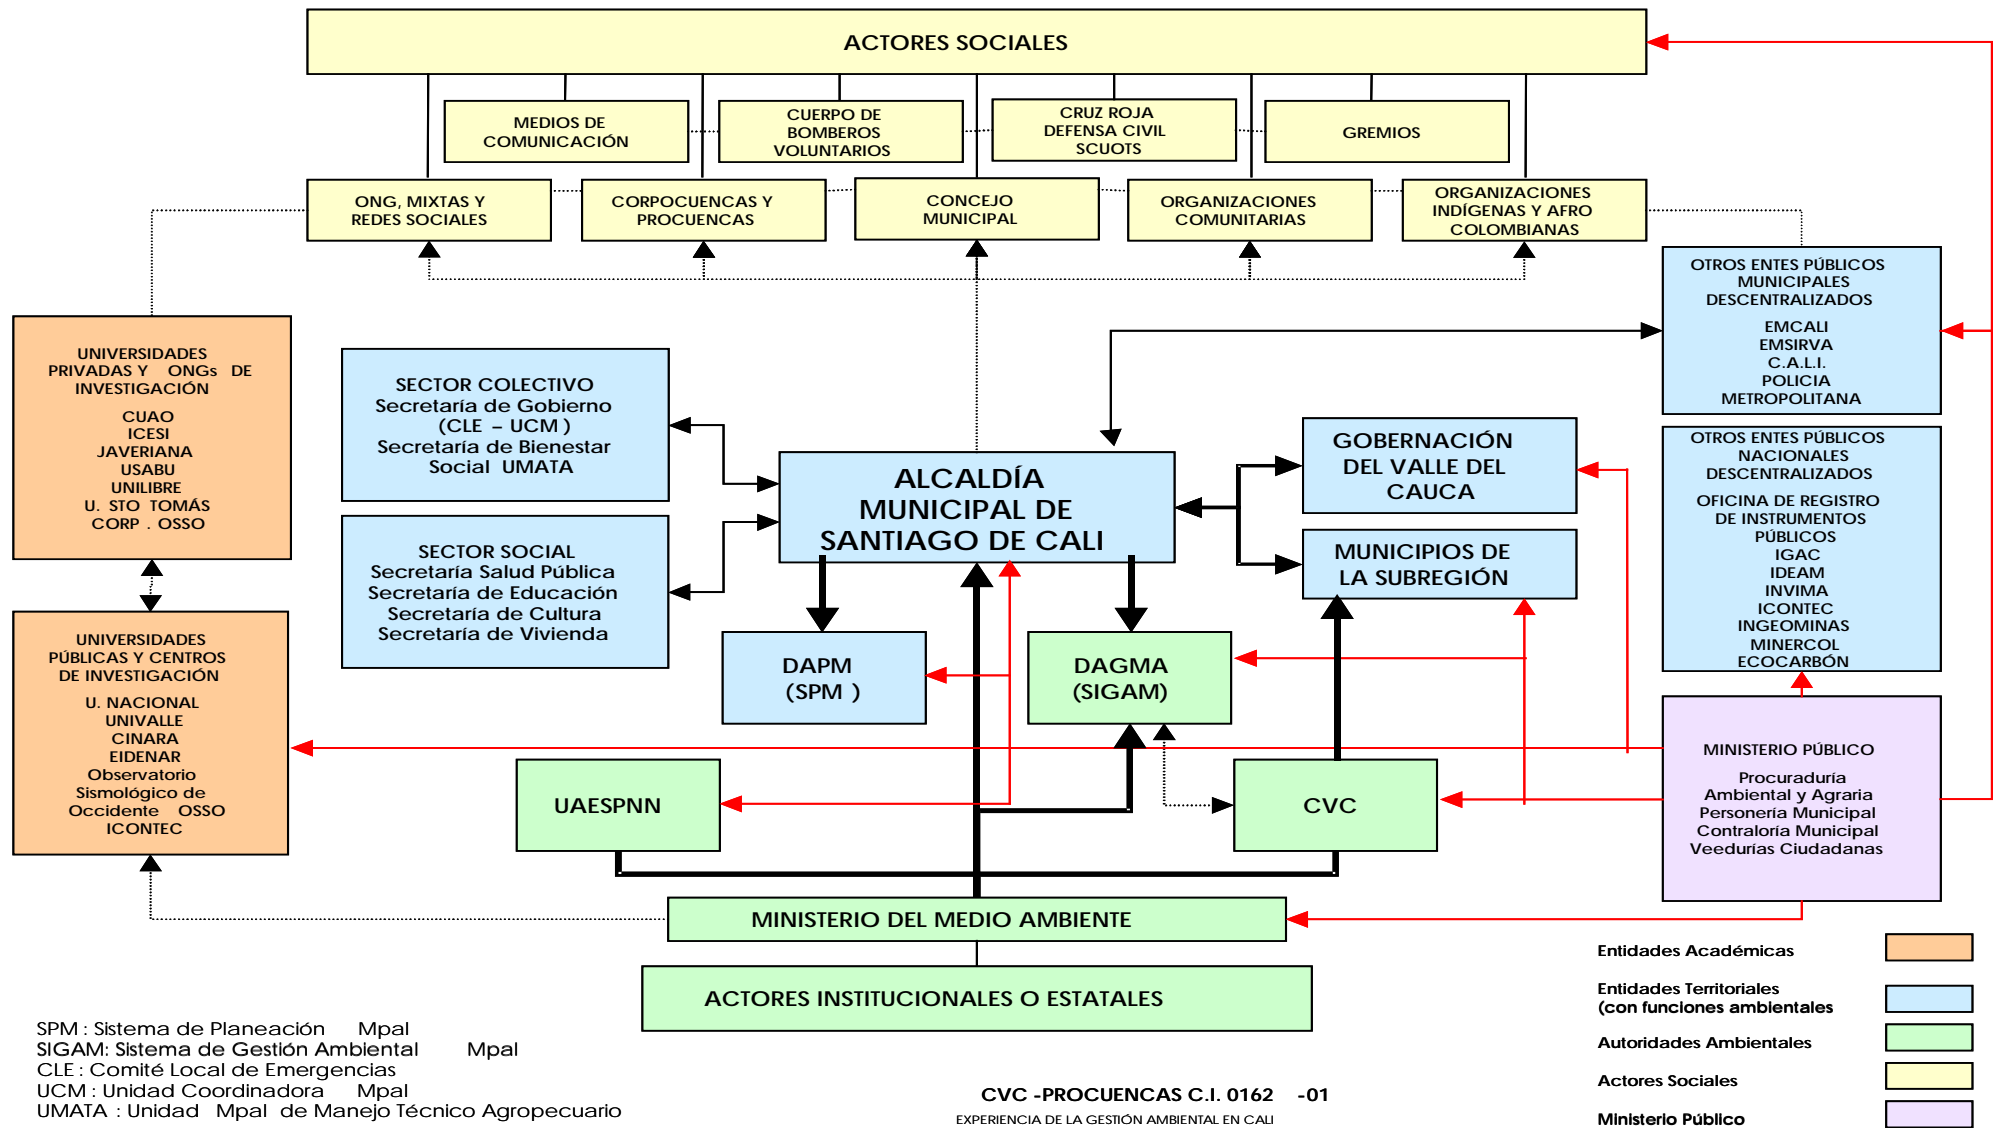 ACTORES SOCIALES
MEDIOS DE
COMUNICACIÓN
CUERPO DE
BOMBEROS
VOLUNTARIOS
CRUZ ROJA
DEFENSA CIVIL
SCUOTS
GREMIOS
ONG, MIXTAS Y
REDES SOCIALES
CORPOCUENCAS Y
PROCUENCAS
CONCEJO
MUNICIPAL
ORGANIZACIONES
COMUNITARIAS
ORGANIZACIONES
INDÍGENAS Y AFRO
COLOMBIANAS
OTROS ENTES PÚBLICOS
MUNICIPALES
DESCENTRALIZADOS
EMCALI
EMSIRVA
C.A.L.I.
POLICIA
METROPOLITANA
UNIVERSIDADES
PRIVADAS Y ONGs DE
INVESTIGACIÓN
CUAO
ICESI
JAVERIANA
USABU
UNILIBRE
U. STO TOMÁS
CORP . OSSO
SECTOR COLECTIVO
Secretaría de Gobierno
(CLE – UCM )
Secretaría de Bienestar
Social UMATA
ALCALDÍA
MUNICIPAL DE
SANTIAGO DE CALI
GOBERNACIÓN
DEL VALLE DEL
CAUCA
OTROS ENTES PÚBLICOS
NACIONALES
DESCENTRALIZADOS
OFICINA DE REGISTRO
DE INSTRUMENTOS
PÚBLICOS
IGAC
IDEAM
INVIMA
ICONTEC
INGEOMINAS
MINERCOL
ECOCARBÓN
SECTOR SOCIAL
Secretaría Salud Pública
Secretaría de Educación
Secretaría de Cultura
Secretaría de Vivienda
MUNICIPIOS DE
LA SUBREGIÓN
UNIVERSIDADES
PÚBLICAS Y CENTROS
DE INVESTIGACIÓN
U. NACIONAL
UNIVALLE
CINARA
EIDENAR
Observatorio
Sismológico de
Occidente OSSO
ICONTEC
DAPM
(SPM )
DAGMA
(SIGAM)
MINISTERIO PÚBLICO
Procuraduría
Ambiental y Agraria
Personería Municipal
Contraloría Municipal
Veedurías Ciudadanas
UAESPNN
CVC
MINISTERIO DEL MEDIO AMBIENTE
ACTORES INSTITUCIONALES O ESTATALES
Entidades Académicas
Entidades Territoriales
(con funciones ambientales
Autoridades Ambientales
Actores Sociales
Ministerio Público
SPM : Sistema de Planeación Mpal
SIGAM: Sistema de Gestión Ambiental Mpal
CLE : Comité Local de Emergencias
UCM : Unidad Coordinadora Mpal
UMATA : Unidad Mpal de Manejo Técnico Agropecuario
CVC -PROCUENCAS C.I. 0162 -01
EXPERIENCIA DE LA GESTIÓN AMBIENTAL EN CALI